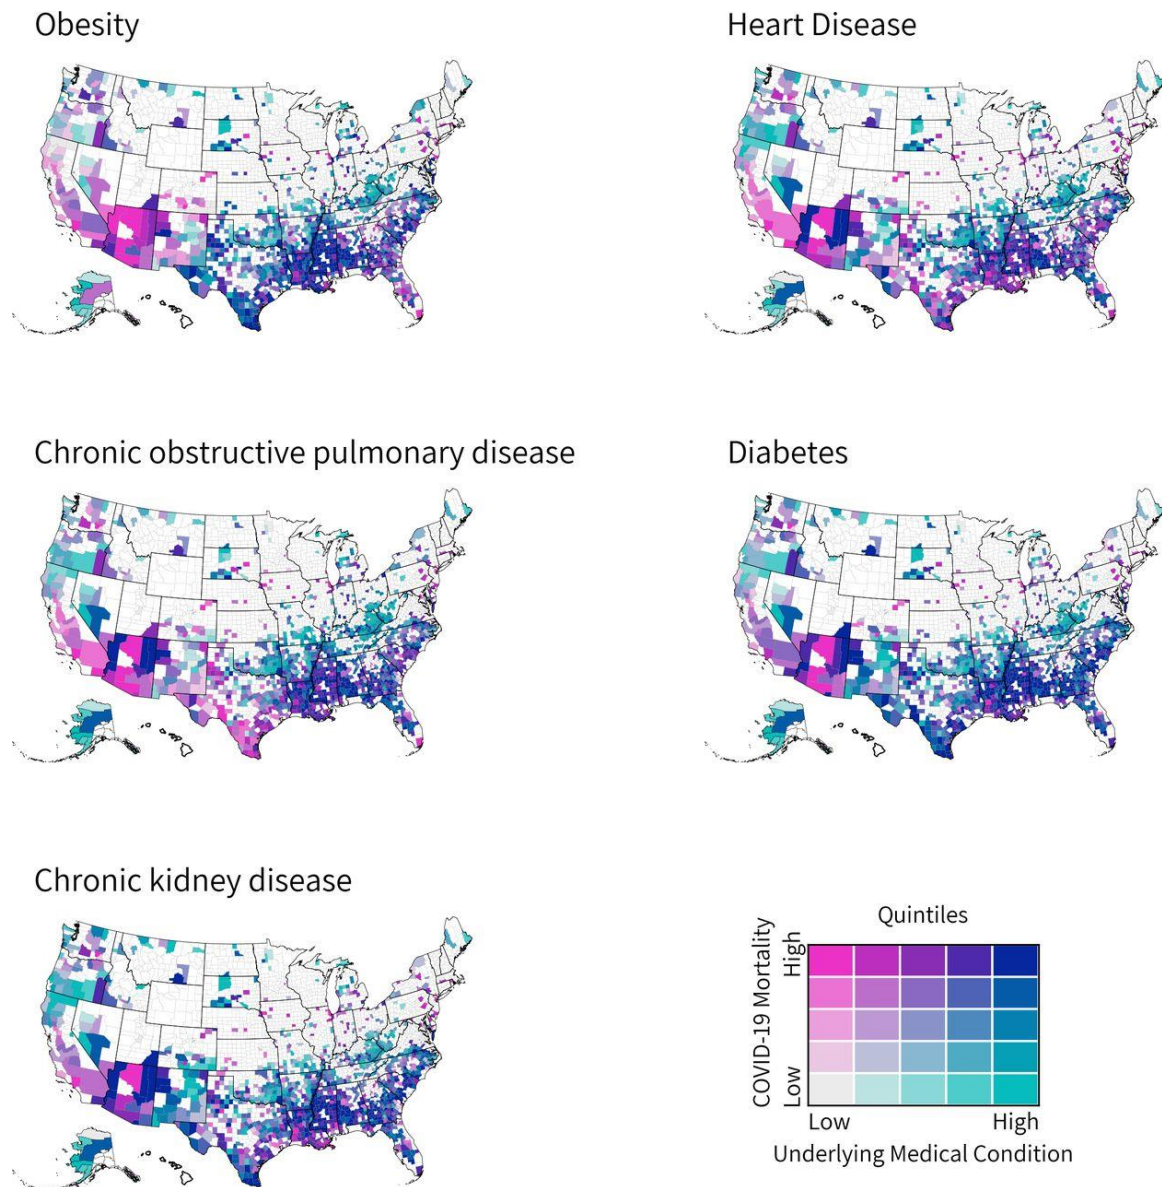 Obesity
Heart Disease
Chronic obstructive pulmonary disease
Diabetes
Chronic kidney disease
Quintiles
COVID-19 Mortality
High
Low
Low
High
Underlying Medical Condition